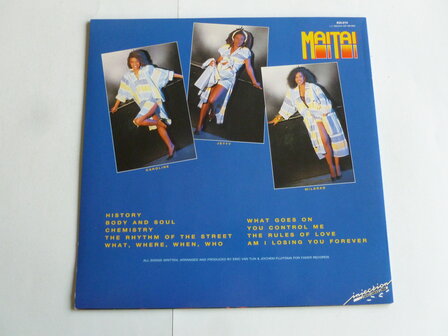 MAI TAI
CAROLINE
JETTY
MILDRED
HISTORY
BODY AND SOUL
CHEMISTRY
THE RHYTHM OF THE STREET
WHAT, WHERE, WHEN, WHO
WHAT GOES ON
YOU CONTROL ME
THE RULES OF LOVE
AM I LOSING YOU FOREVER
ALL SONGS WRITTEN, ARRANGED AND PRODUCED BY ERIC VAN TIJN & JOCHEM FLUITSMA FOR RECORDS.
injection